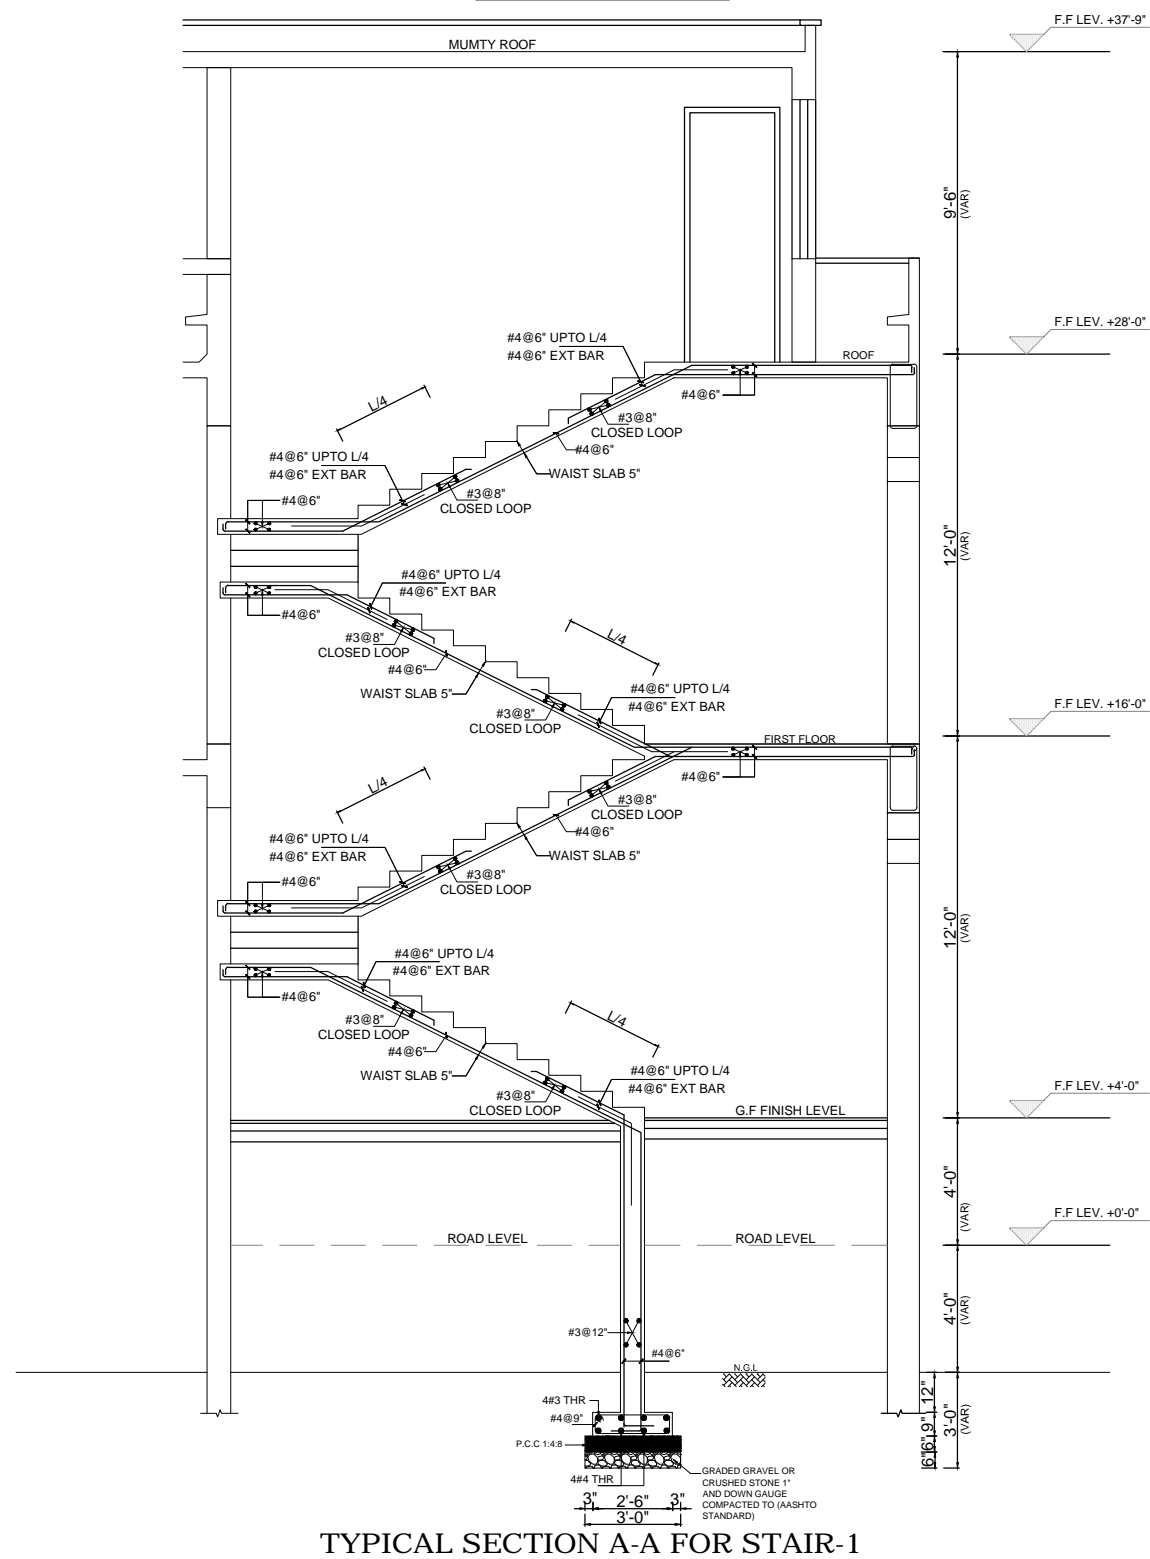 F.F LEV. +37'-9"
MUMTY ROOF
9'-6"
(VAR)
F.F LEV. +28'-0"
#4@6" UPTO L/4
#4@6" EXT BAR
ROOF
#4@6"
L/4
#3@8"
CLOSED LOOP
#4@6"
#4@6" UPTO L/4
#4@6" EXT BAR
WAIST SLAB 5"
#3@8"
CLOSED LOOP
#4@6"
12'-0"
(VAR)
#4@6" UPTO L/4
#4@6" EXT BAR
#4@6"
#3@8"
CLOSED LOOP
L/4
#4@6"
WAIST SLAB 5"
#4@6" UPTO L/4
#4@6" EXT BAR
#3@8"
CLOSED LOOP
F.F LEV. +16'-0"
FIRST FLOOR
#4@6"
L/4
#3@8"
CLOSED LOOP
#4@6"
#4@6" UPTO L/4
#4@6" EXT BAR
WAIST SLAB 5"
#3@8"
CLOSED LOOP
#4@6"
12'-0"
(VAR)
#4@6" UPTO L/4
#4@6" EXT BAR
#4@6"
#3@8"
CLOSED LOOP
L/4
#4@6"
WAIST SLAB 5"
#4@6" UPTO L/4
#4@6" EXT BAR
#3@8"
CLOSED LOOP
F.F LEV. +4'-0"
G.F FINISH LEVEL
4'-0"
(VAR)
F.F LEV. +0'-0"
ROAD LEVEL
ROAD LEVEL
4'-0"
(VAR)
#3@12"
#4@6"
N.G.L
12"
4#3 THR
#4@9"
9"
3'-0"
(VAR)
P.C.C 1:4:8
6"
6"
4#4 THR
GRADED GRAVEL OR
CRUSHED STONE 1"
AND DOWN GAUGE
COMPACTED TO (AASHTO
STANDARD)
3"
2'-6"
3"
3'-0"
TYPICAL SECTION A-A FOR STAIR-1